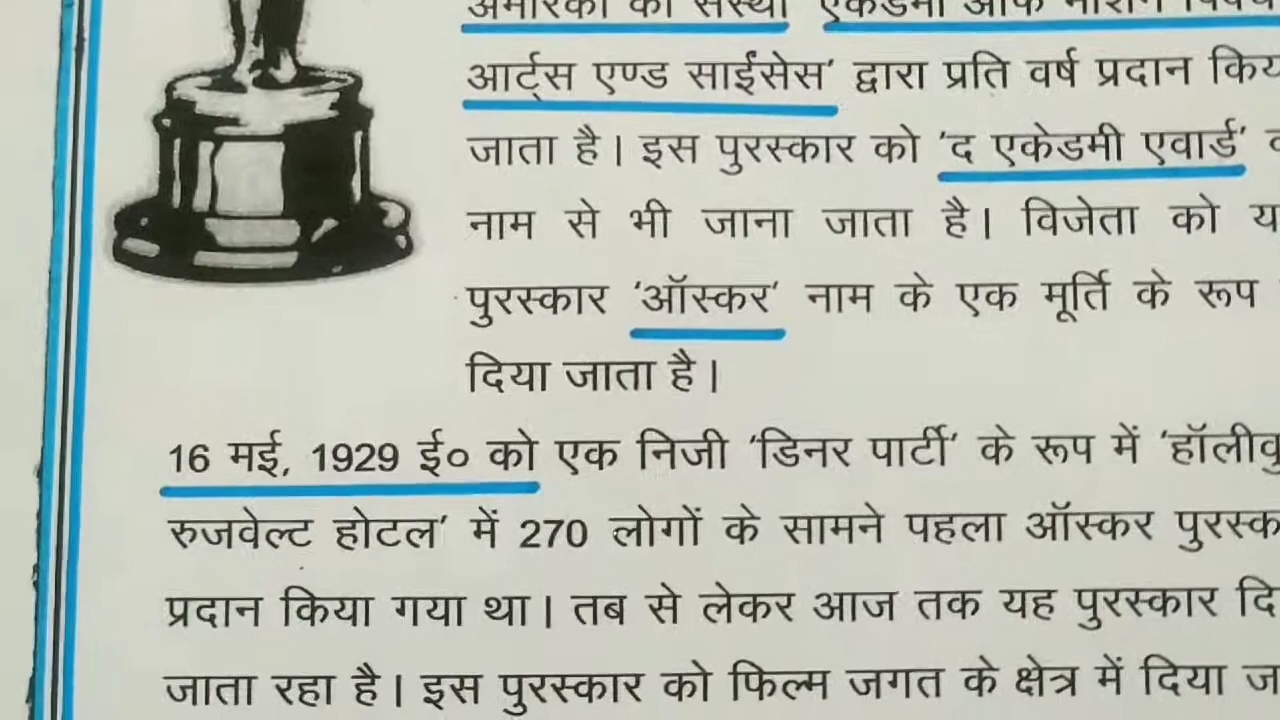 आर्ट्स एण्ड साईंसेस' द्वारा प्रति वर्ष प्रदान
जाता है। इस पुरस्कार को 'द एकेडमी एवार्ड'
नाम से भी जाना जाता है। विजेता को
पुरस्कार 'ऑस्कर' नाम के एक मूर्ति के रूप
दिया जाता है।
16 मई, 1929 ई० को एक निजी 'डिनर पार्टी' के रूप में
रुजवेल्ट होटल' में 270 लोगों के सामने पहला ऑस्कर
प्रदान किया गया था। तब से लेकर आज तक यह पुरस्कार
जाता रहा है। इस पुरस्कार को फिल्म जगत के क्षेत्र में दिया